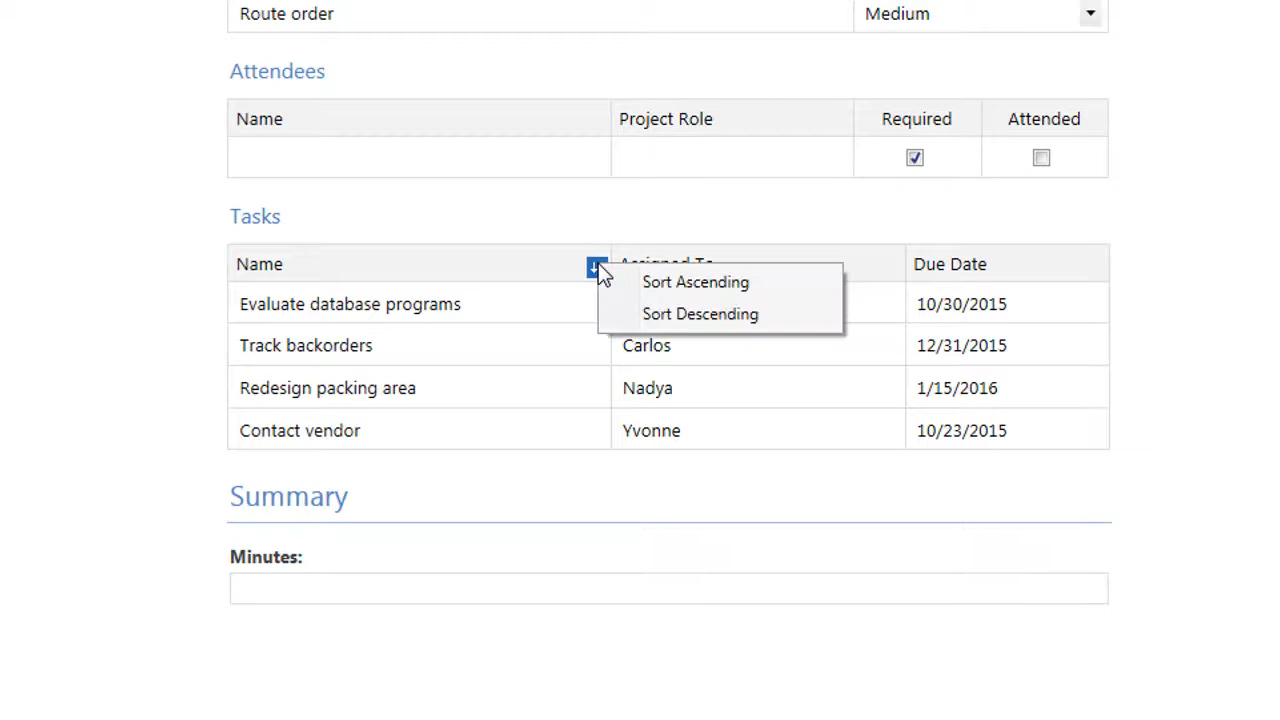 Route order Medium
Attendees
Name Project Role Required Attended
Tasks
Name Assigned To Due Date
Sort Ascending
Sort Descending
Evaluate database programs 10/30/2015
Track backorders Carlos 12/31/2015
Redesign packing area Nadya 1/15/2016
Contact vendor Yvonne 10/23/2015
Summary
Minutes: